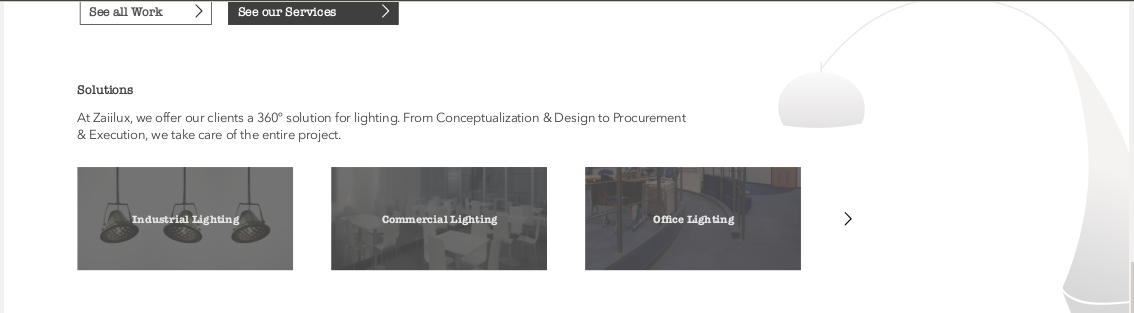 See all Work
See our Services
Solutions
At Zaiilux, we offer our clients a 360° solution for lighting. From Conceptualization & Design to Procurement
& Execution, we take care of the entire project.
Industrial Lighting
Commercial Lighting
Office Lighting